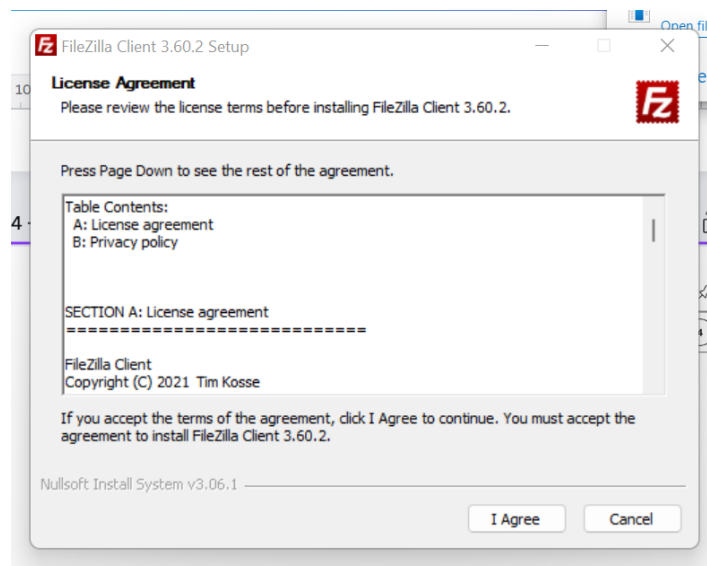 Open fil
FileZilla Client 3.60.2 Setup
10
License Agreement
Please review the license terms before installing FileZilla Client 3.60.2.
Fz
Press Page Down to see the rest of the agreement.
Table Contents:
A: License agreement
B: Privacy policy
4 -
SECTION A: License agreement
============================
FileZilla Client
Copyright (C) 2021 Tim Kosse
If you accept the terms of the agreement, click I Agree to continue. You must accept the
agreement to install FileZilla Client 3.60.2.
Nullsoft Install System v3.06.1
I Agree
Cancel